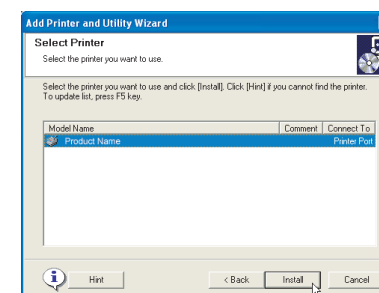 Add Printer and Utility Wizard
Select Printer
Select the printer you want to use.
Select the printer you want to use and click [Install]. Click [Hint] if you cannot find the printer.
To update list, press F5 key.
Model Name Comment Connect To
Product Name Printer Port
Hint < Back Install Cancel